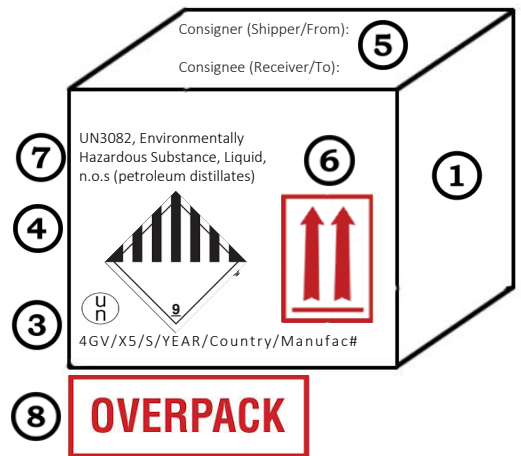 Consigner (Shipper/From):
5
Consignee (Receiver/To):
7
UN3082, Environmentally
Hazardous Substance, Liquid,
n.o.s (petroleum distillates)
6
1
4
9
un
3
4GV/X5/S/YEAR/Country/Manufac#
8
OVERPACK